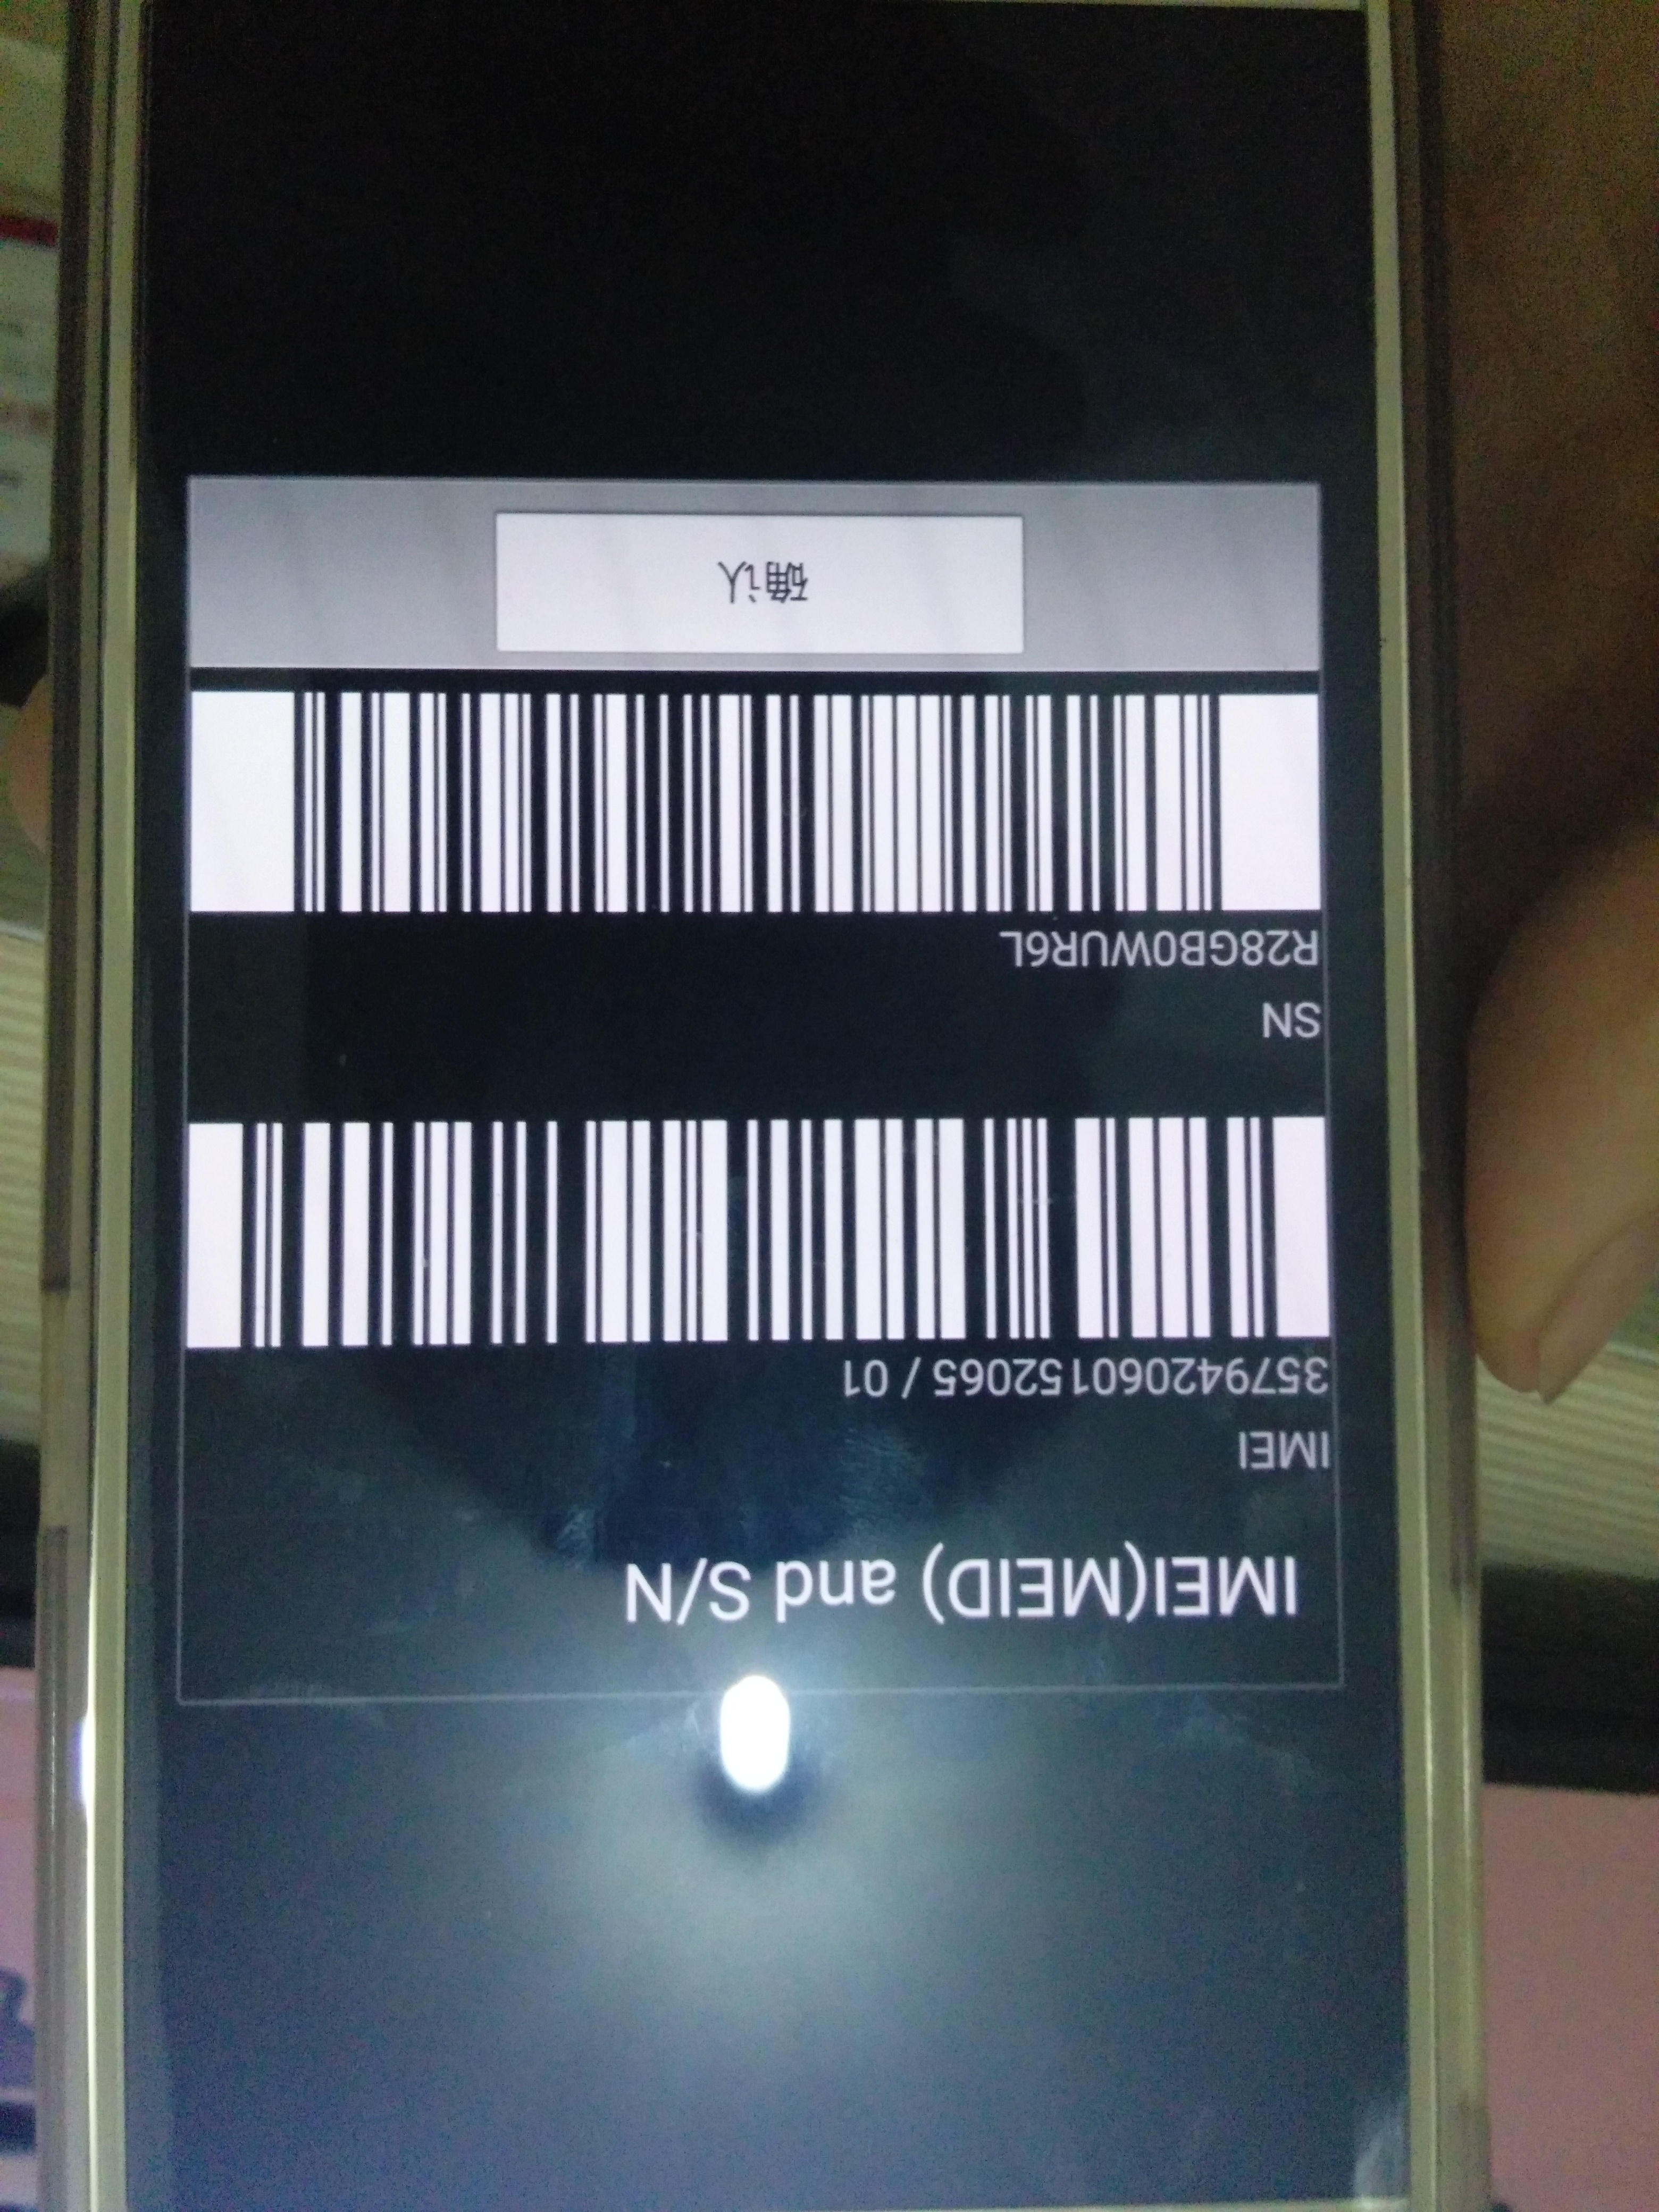 IMEI(MEID) and S/N
IMEI
357942060152065 / 01
SN
R28GB0WUR6L
确认